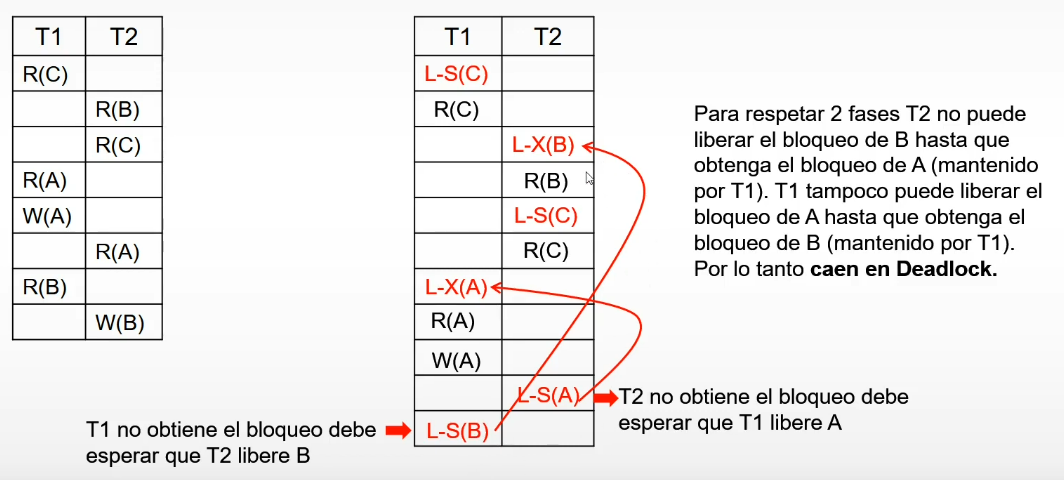 T1 T2
R(C)
R(B)
R(C)
R(A)
W(A)
R(A)
R(B)
W(B)
T1 T2
L-S(C)
R(C)
L-X(B)
R(B)
L-S(C)
R(C)
L-X(A)
R(A)
W(A)
L-S(A)
L-S(B)
Para respetar 2 fases T2 no puede
liberar el bloqueo de B hasta que
obtenga el bloqueo de A (mantenido
por T1). T1 tampoco puede liberar el
bloqueo de A hasta que obtenga el
bloqueo de B (mantenido por T1).
Por lo tanto caen en Deadlock.
T2 no obtiene el bloqueo debe
esperar que T1 libere A
T1 no obtiene el bloqueo debe
esperar que T2 libere B